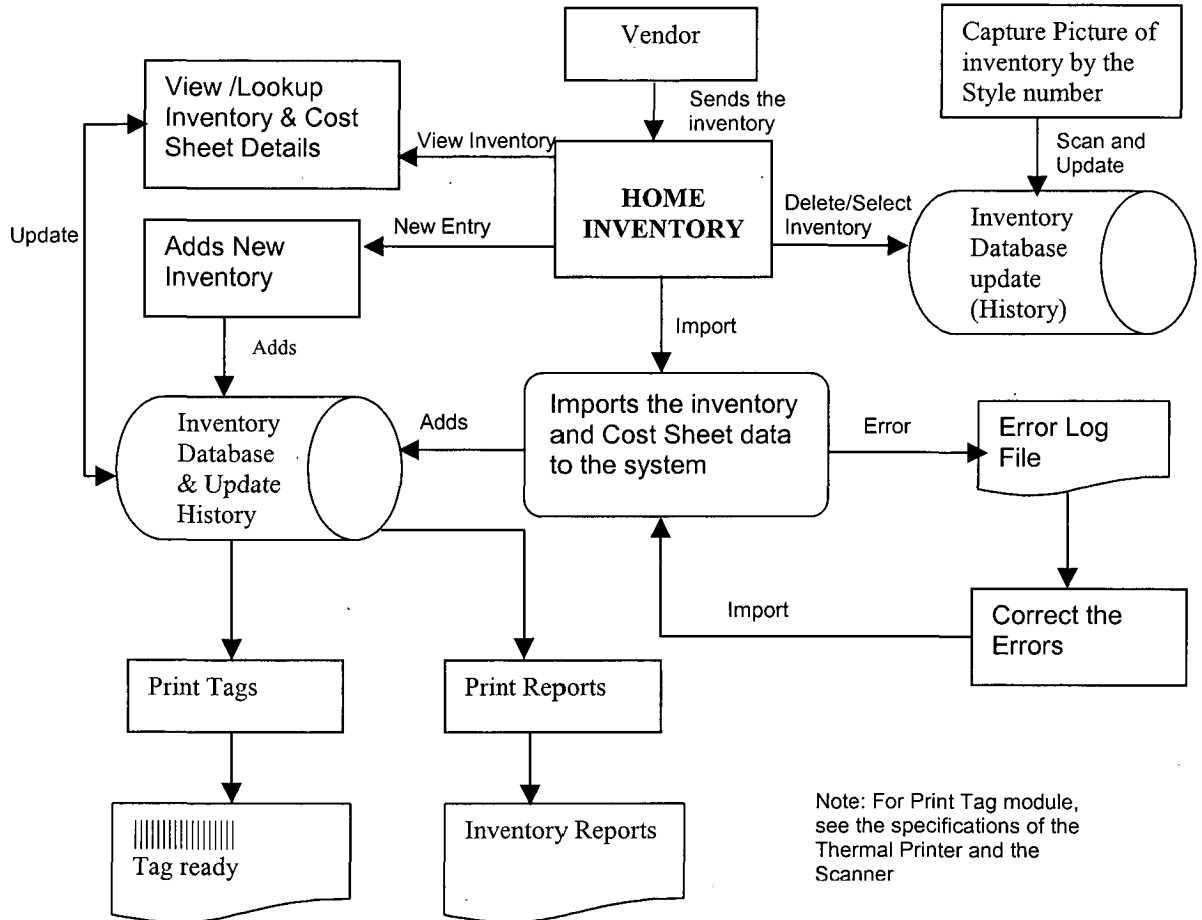 Vendor
Capture Picture of
inventory by the
Style number
View /Lookup
Inventory & Cost
Sheet Details
Sends the
inventory
Scan and
Update
View Inventory
HOME
INVENTORY
Delete/Select
Inventory
Inventory
Database
update
(History)
Update
New Entry
Adds New
Inventory
Import
Adds
Inventory
Database
& Update
History
Adds
Imports the inventory
and Cost Sheet data
to the system
Error
Error Log
File
Import
Correct the
Errors
Print Tags
Print Reports
Tag ready
Inventory Reports
Note: For Print Tag module,
see the specifications of the
Thermal Printer and the
Scanner